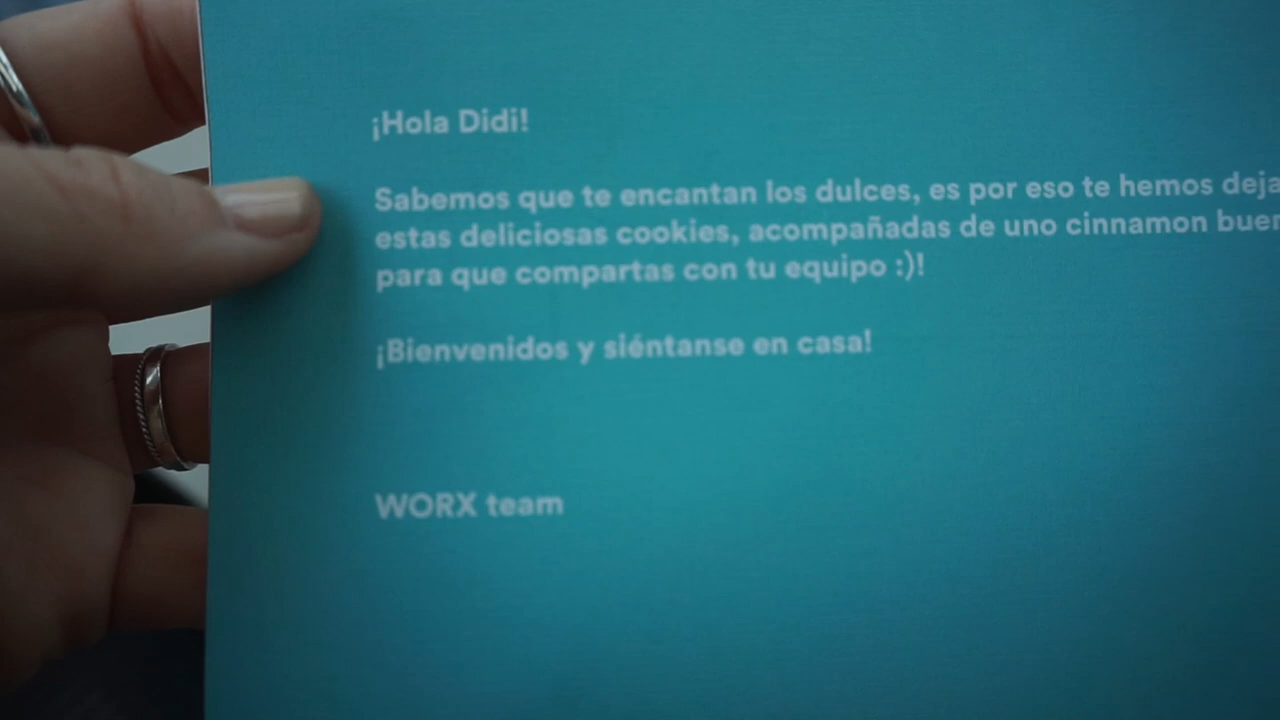 ¡Hola Didi!
Sabemos que te encantan los dulces, es por eso te hemos deja
estas deliciosas cookies, acompañadas de uno cinnamon buen
para que compartas con tu equipo :)!
¡Bienvenidos y siéntanse en casa!
WORX team